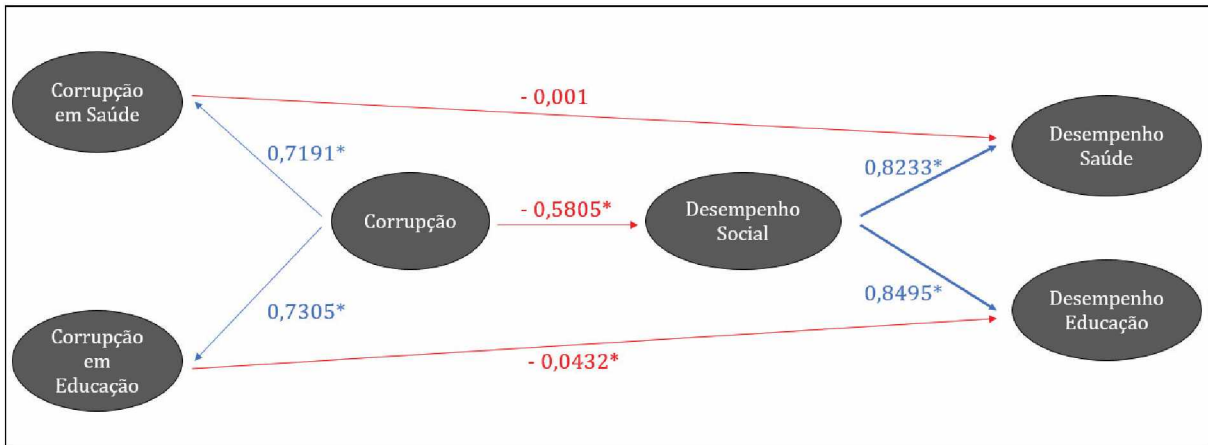 Corrupção
em Saúde
- 0,001
Desempenho
Saúde
0,7191*
0,8233*
Corrupção
- 0,5805*
Desempenho
Social
0,7305*
0,8495*
Desempenho
Educação
Corrupção
em
Educação
- 0,0432*